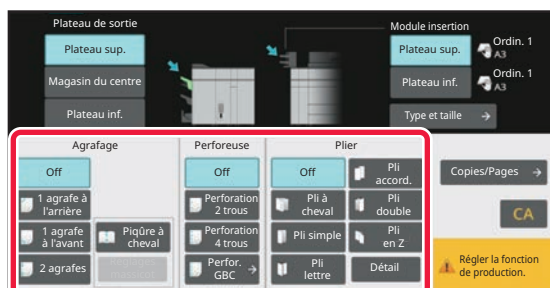 Plateau de sortie
Module insertion
Plateau sup.
Magasin du centre
Plateau inf.
Plateau sup.
Ordin. 1
A3
Plateau inf.
Ordin. 1
A3
Type et taille
Agrafage
Off
1 agrafe à
l'arrière
1 agrafe
à l'avant
2 agrafes
Piqûre à
cheval
Perforeuse
Off
Perforation
2 trous
Perforation
4 trous
Perfor.
GBC
Plier
Off
Pli
accord.
Pli à
cheval
Pli
double
Pli simple
Pli
en Z
Pli
lettre
Détail
Copies/Pages
CA
Régler la fonction
de production.